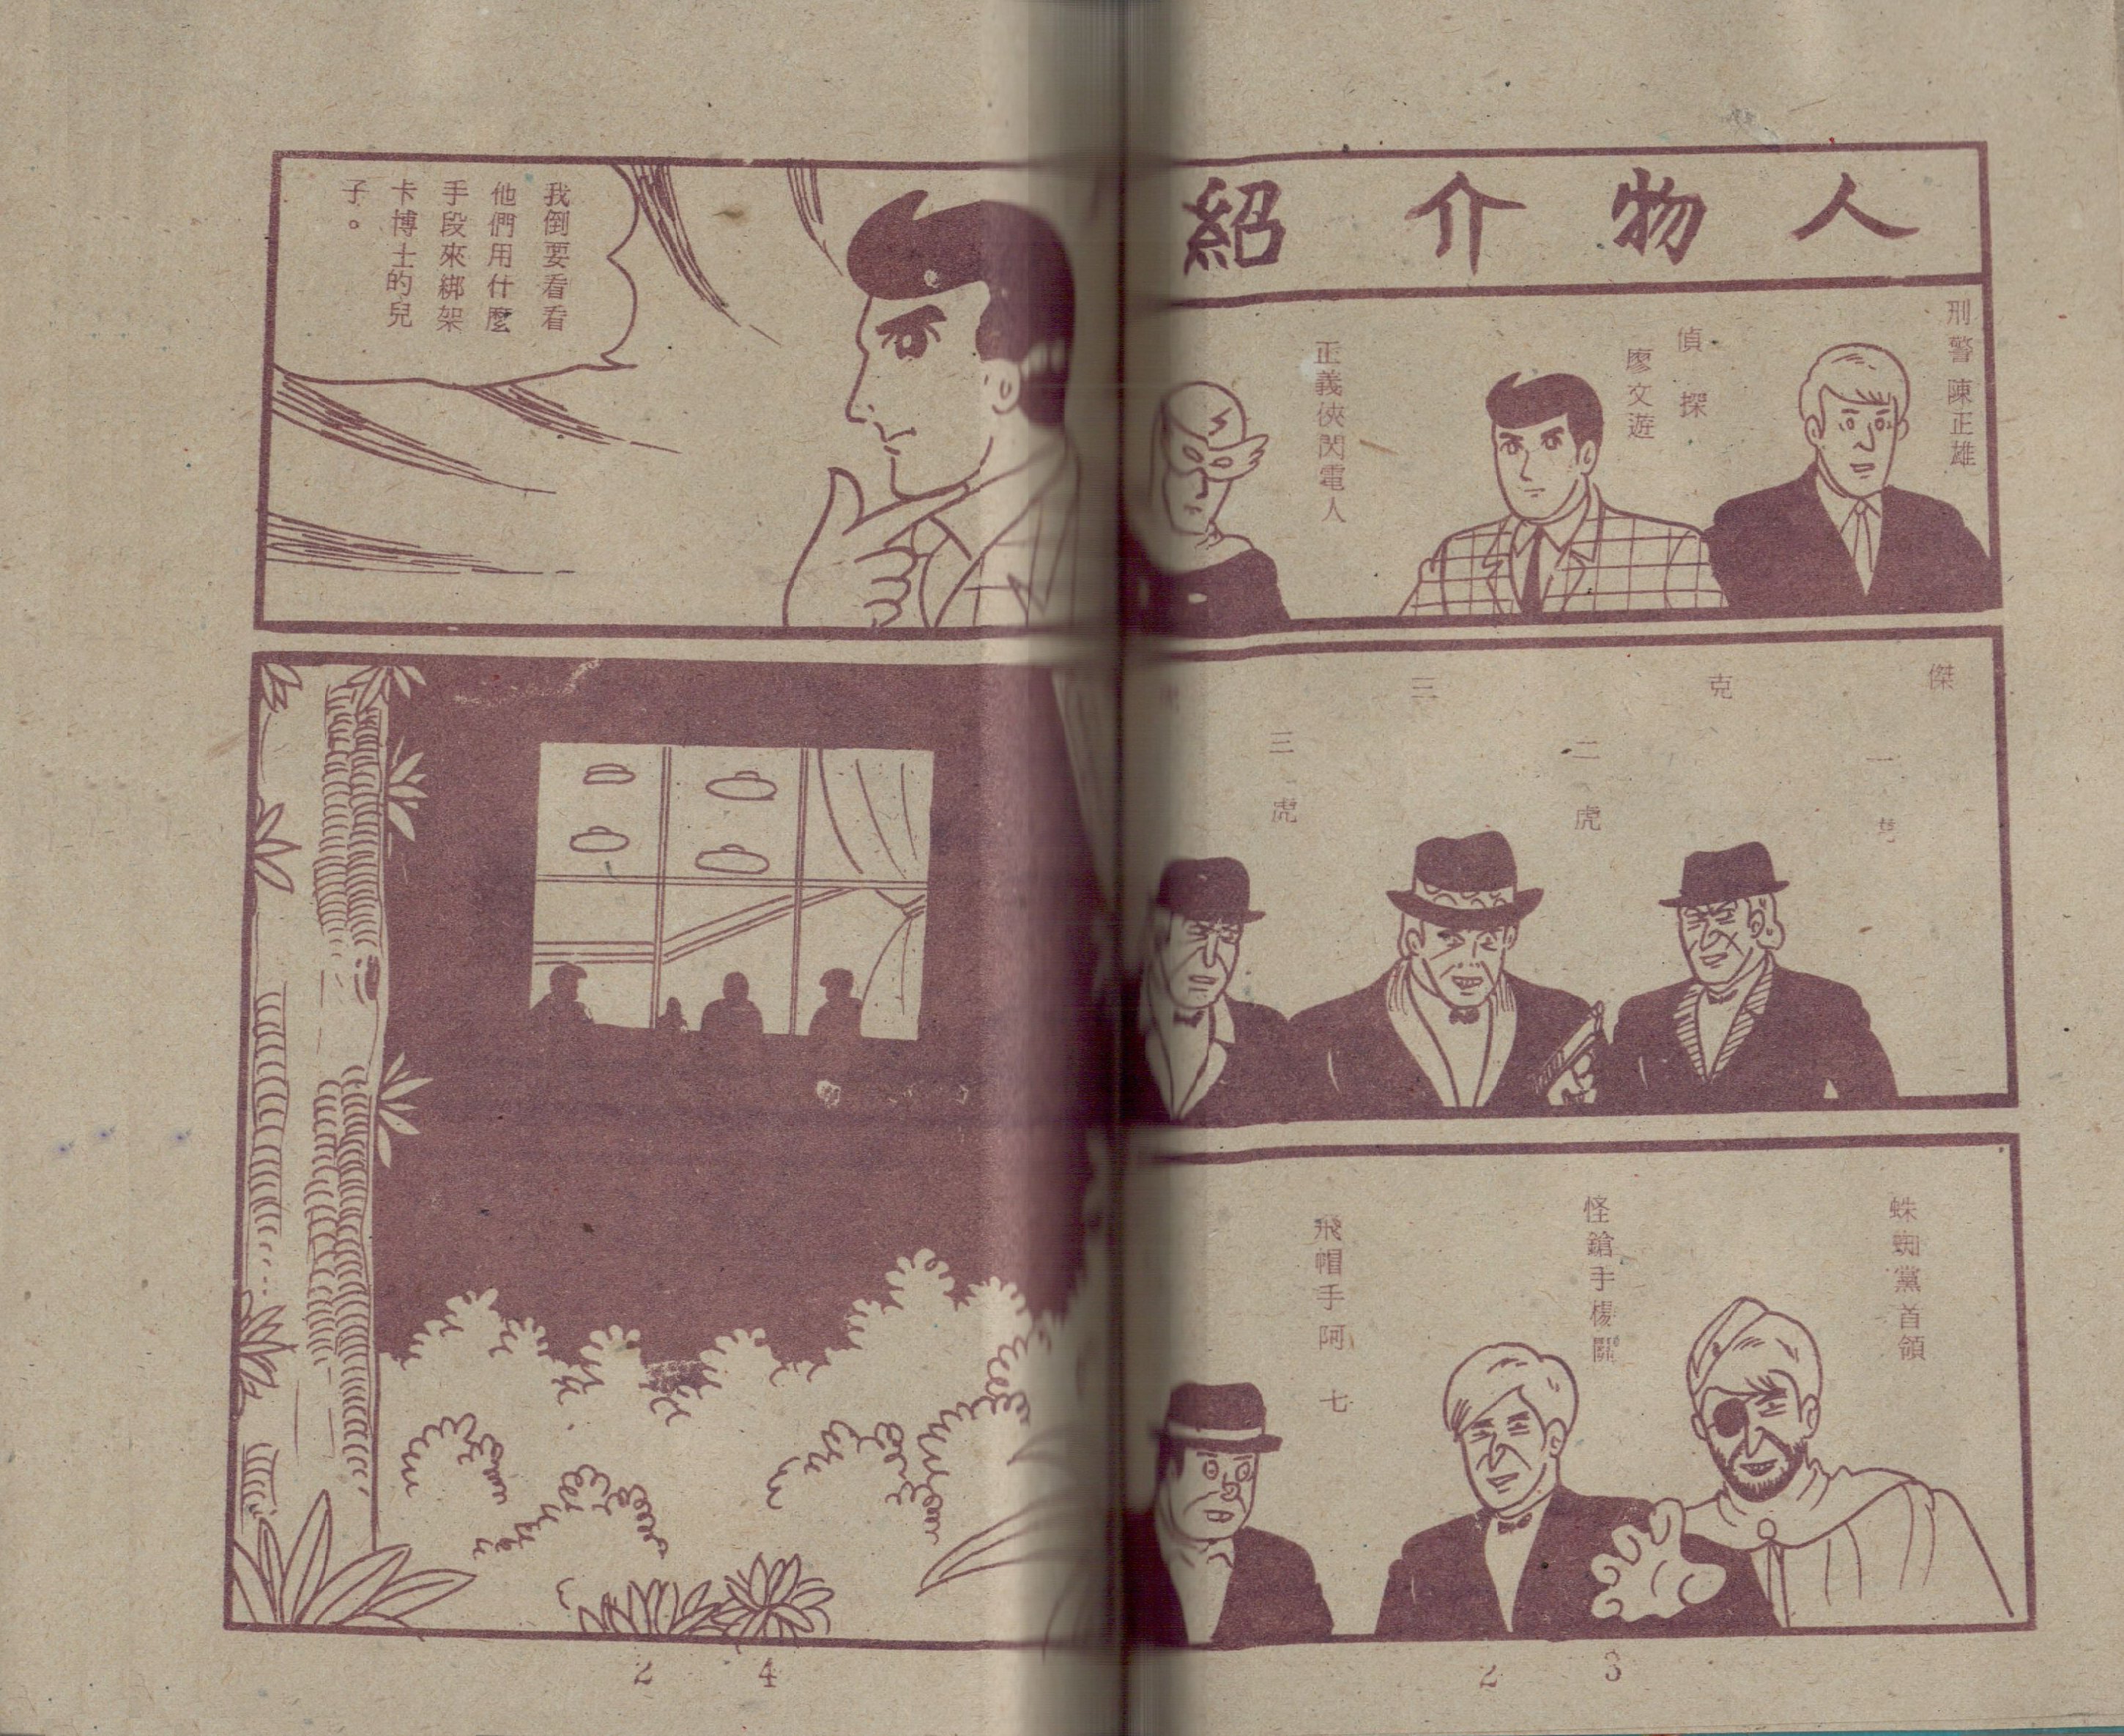 人物介紹
刑警 陳正雄
偵探
廖文遊
正義俠閃電人
傑克三
一
二虎
三虎
蜘蛛黨首領
怪鎗手楊關
飛帽手阿七
23
我倒要看看
他們用什麼
手段來綁架
卡博士的兒
子。
24